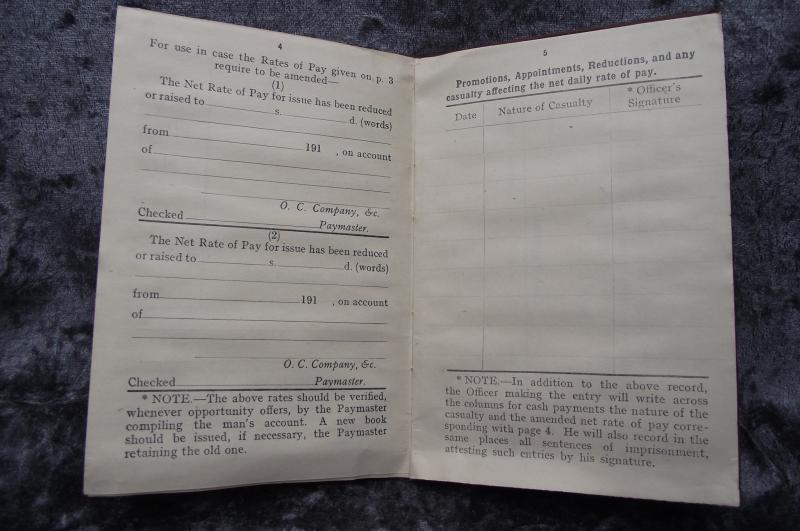 4
For use in case the Rates of Pay given on p. 3
require to be amended—
(1)
The Net Rate of Pay for issue has been reduced
or raised to s. d. (words)
from 191 , on account
of
O. C. Company, &c.
Checked Paymaster.
(2)
The Net Rate of Pay for issue has been reduced
or raised to s. d. (words)
from 191 , on account
of
O. C. Company, &c.
Checked Paymaster.
* NOTE.—The above rates should be verified,
whenever opportunity offers, by the Paymaster
compiling the man's account. A new book
should be issued, if necessary, the Paymaster
retaining the old one.
5
Promotions, Appointments, Reductions, and any
casualty affecting the net daily rate of pay.
Date Nature of Casualty * Officer's
Signature
* NOTE.—In addition to the above record,
the Officer making the entry will write across
the columns for cash payments the nature of the
casualty and the amended net rate of pay corre-
sponding with page 4. He will also record in the
same places all sentences of imprisonment,
attesting such entries by his signature.